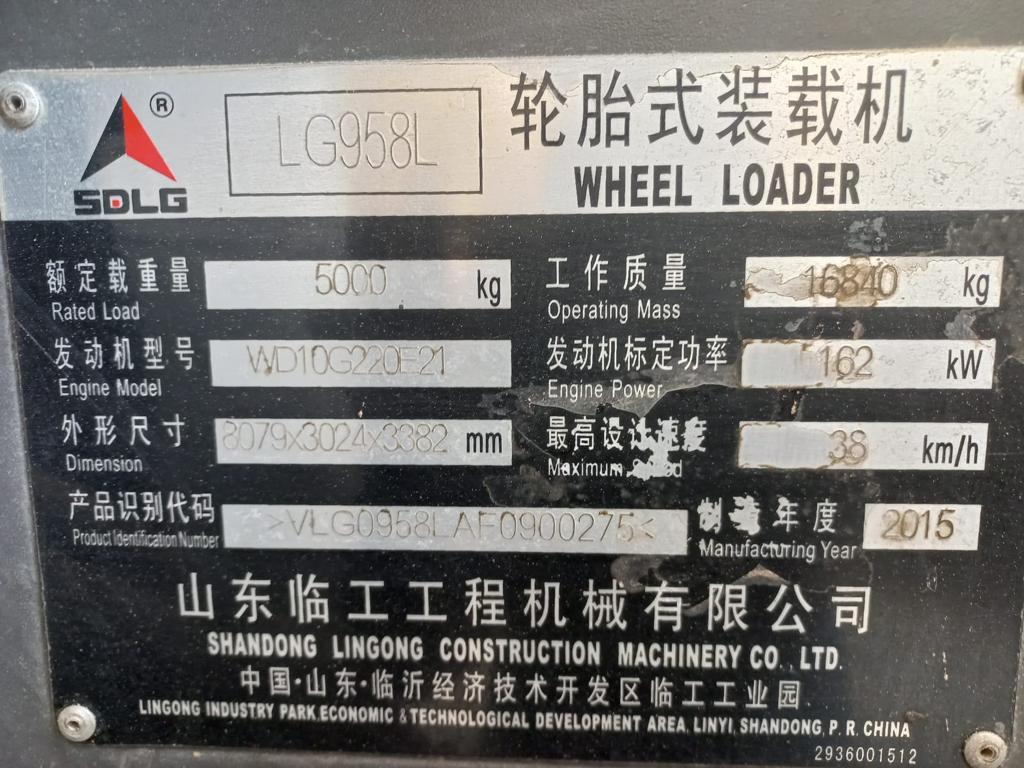 ®
SDLG
LG958L
轮胎式装载机
WHEEL LOADER
额定载重量 5000 kg
Rated Load
工作质量 16840 kg
Operating Mass
发动机型号 WD10G220E21
Engine Model
发动机标定功率 162 kW
Engine Power
外形尺寸 8079x3024x3382 mm
Dimension
最高设计速度 38 km/h
Maximum
产品识别代码 >VLG0958LAF0900275<
Product Identification Number
制造年度 2015
Manufacturing Year
山东临工工程机械有限公司
SHANDONG LINGONG CONSTRUCTION MACHINERY CO., LTD.
中国·山东·临沂经济技术开发区临工工业园
LINGONG INDUSTRY PARK,ECONOMIC & TECHNOLOGICAL DEVELOPMENT AREA, LINYI, SHANDONG, P. R. CHINA
2936001512